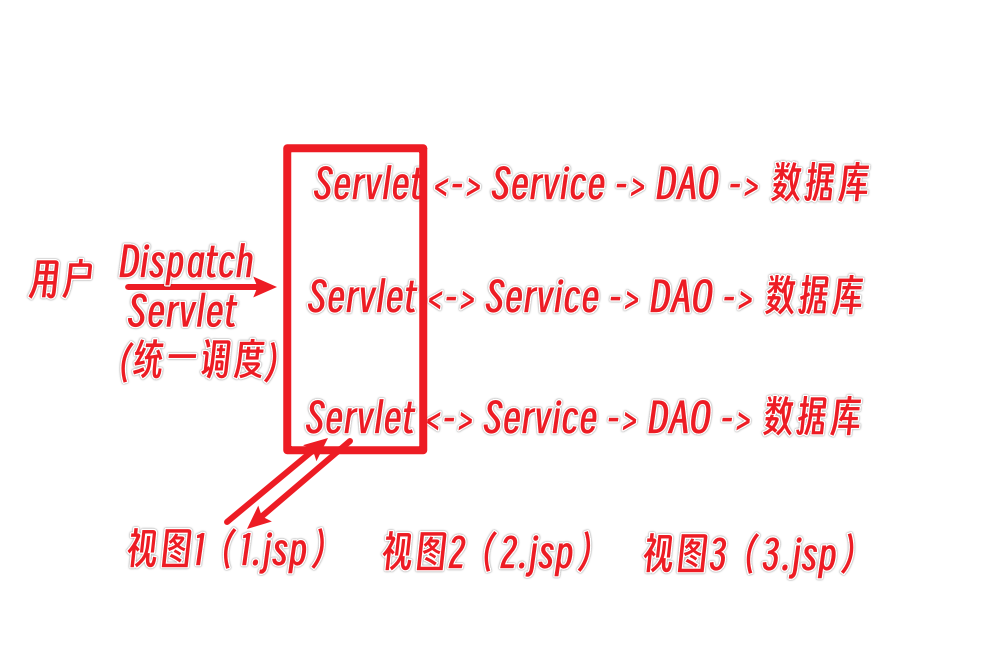 Servlet <-> Service -> DAO -> 数据库
用户
Dispatch
Servlet
(统一调度)
Servlet <-> Service -> DAO -> 数据库
Servlet <-> Service -> DAO -> 数据库
视图1（1.jsp）
视图2（2.jsp）
视图3（3.jsp）